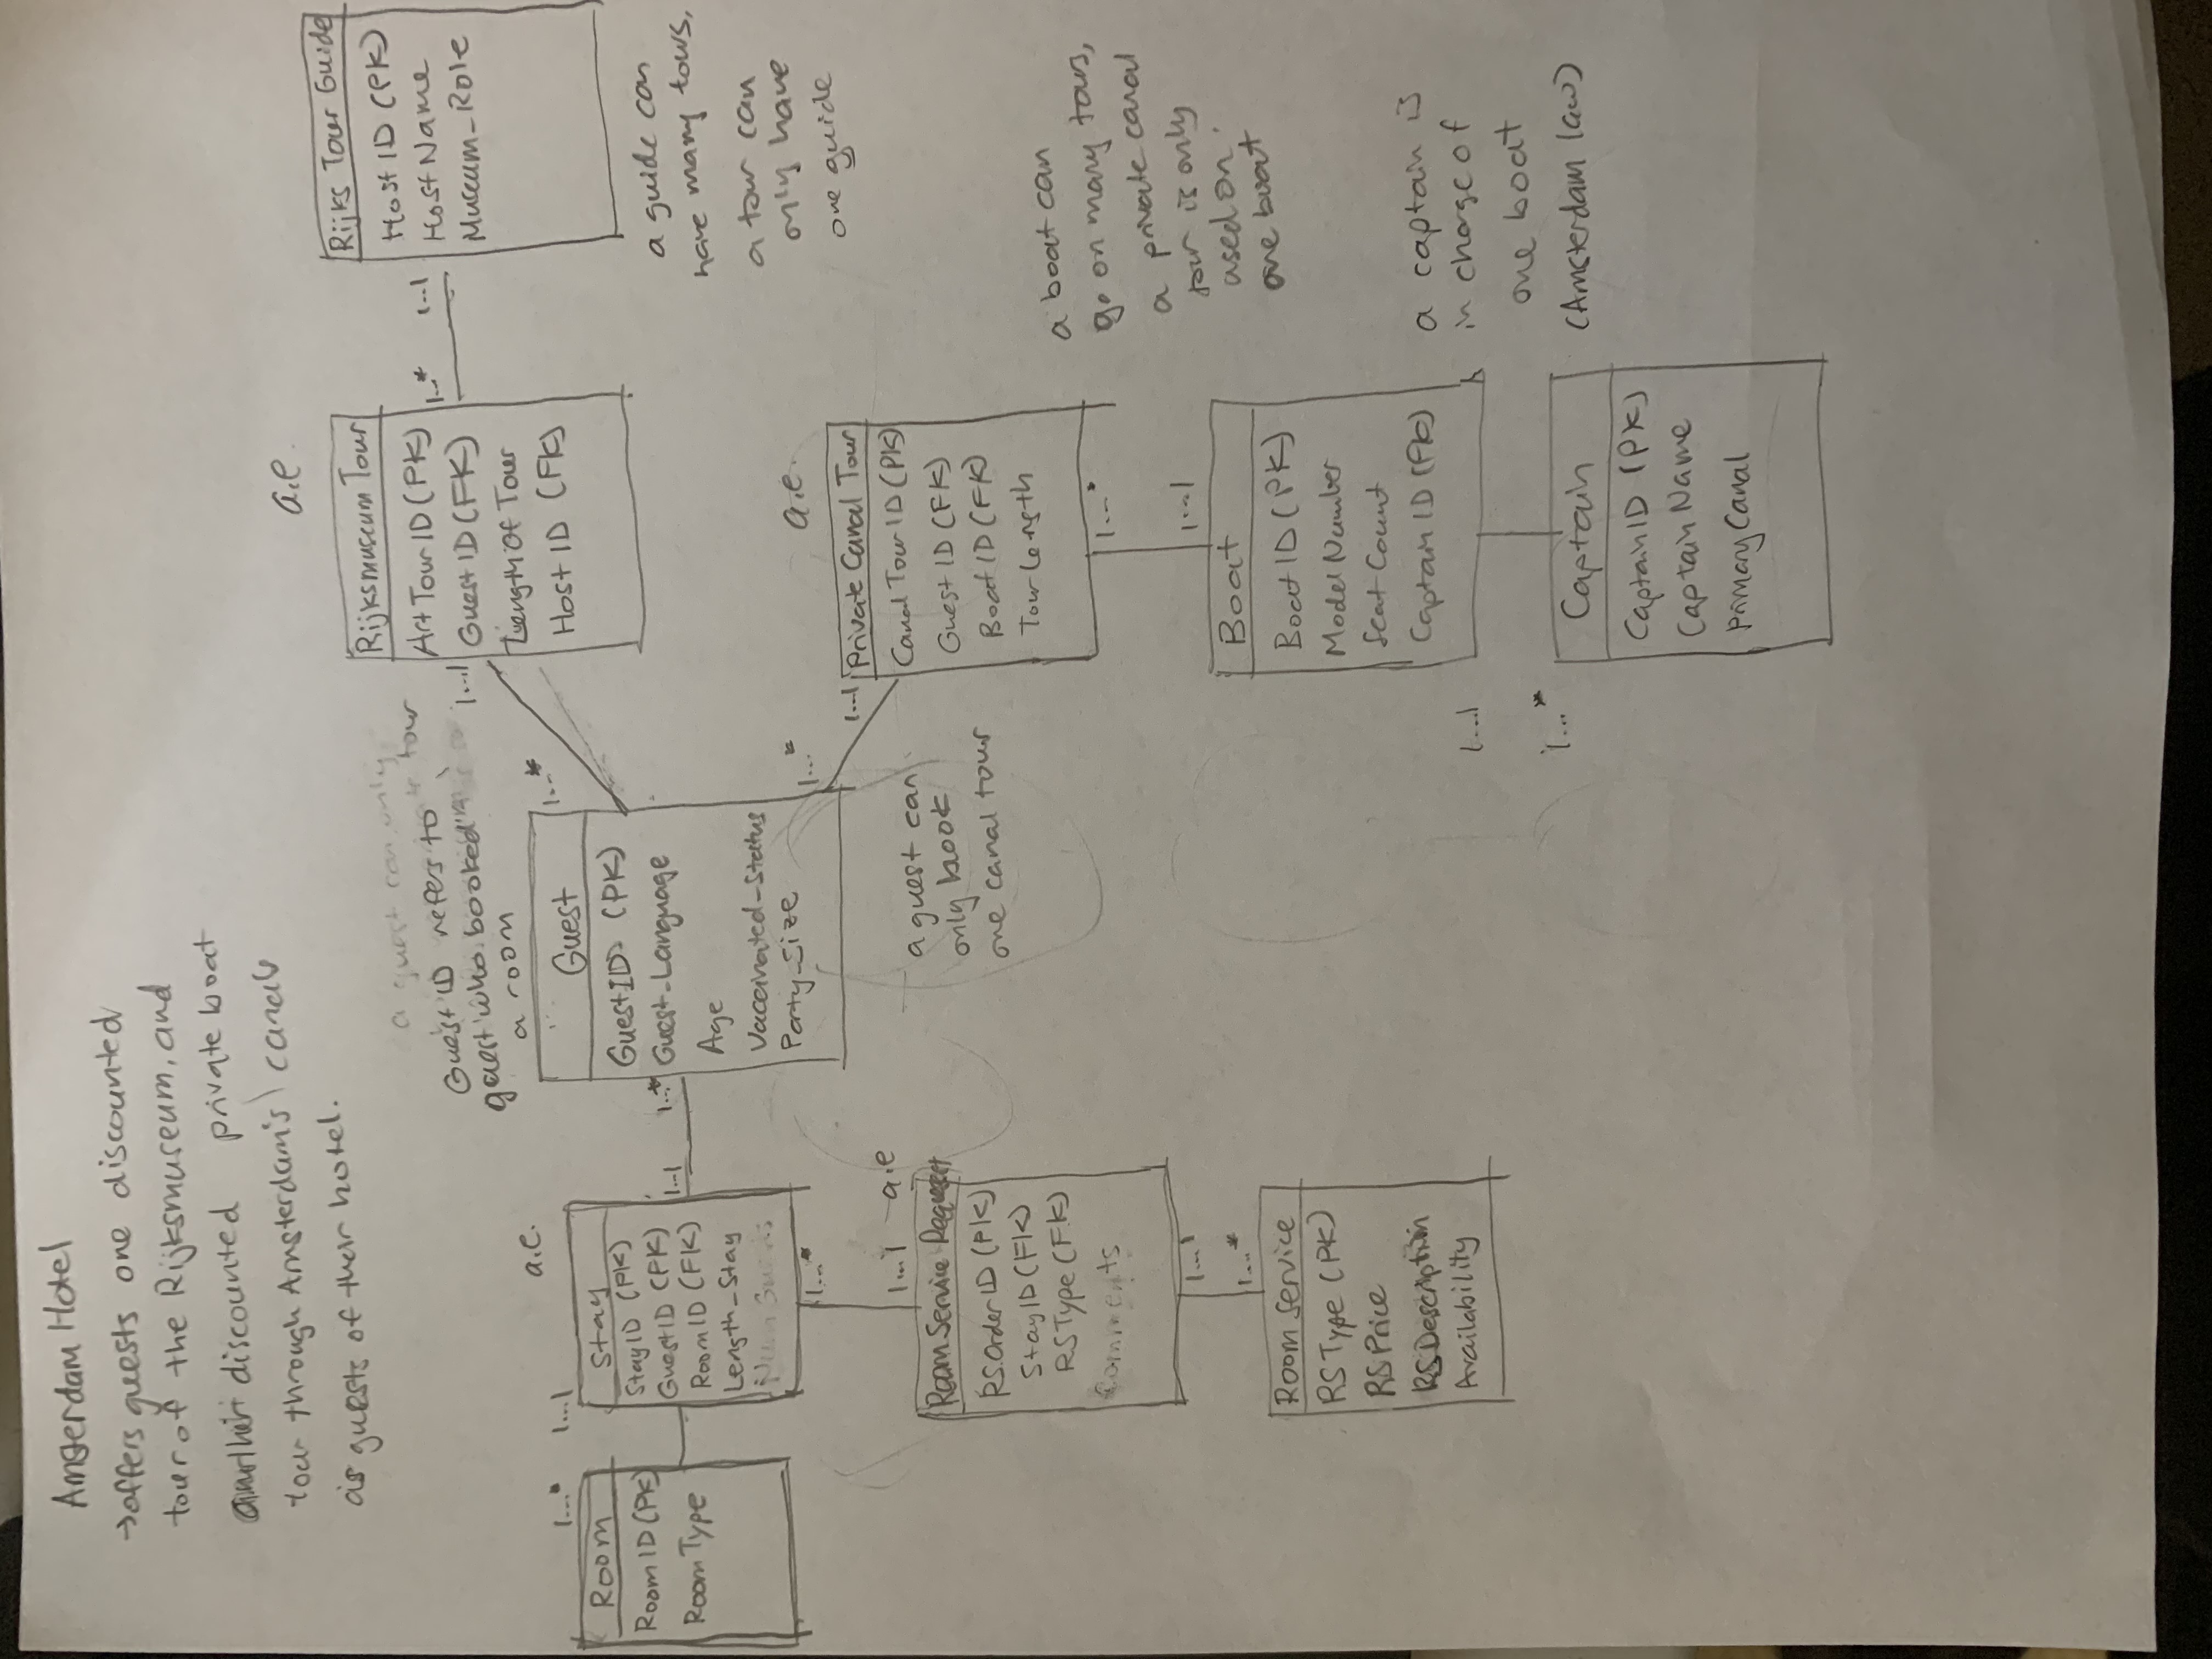 Amsterdam Hotel
→offers guests one discounted
tour of the Rijksmuseum, and
another discounted private boat
tour through Amsterdam's canals
as guests of their hotel.
a guest can only
tour
Guest ID refers to
guest who booked
a room
a.e.
Rijksmuseum Tour
Art Tour ID (PK)
Guest ID (FK)
Length Of Tour
Host ID (FK)
1...1
1...*
1...1
Rijks Tour Guide
Host ID (PK)
Host Name
Museum_Role
a guide can
have many tours,
a tour can
only have
one guide
1...*
1...1
Room
Room ID (PK)
Room Type
a.e.
Stay
Stay ID (PK)
Guest ID (FK)
Room ID (FK)
Length_Stay
Num Guests
1...1
1...*
Guest
Guest ID (PK)
Guest_Language
Age
Vaccinated_Status
Party_Size
1...*
1...*
1...1
a guest can
only book
one canal tour
a.e.
Private Canal Tour
Canal Tour ID (PK)
Guest ID (FK)
Boat ID (FK)
Tour Length
1...*
1...1
a boat can
go on many tours,
a private canal
tour is only
used on
one boat
1...*
1...1
a.e
Room Service Request
RS.Order ID (PK)
Stay ID (FK)
RS Type (FK)
Comments
1...1
1...*
Room Service
RS Type (PK)
RS Price
RS Description
Availability
Boat
Boat ID (PK)
Model Number
Seat Count
Captain ID (FK)
1...1
1...*
a captain is
in charge of
one boat
(Amsterdam law)
Captain
Captain ID (PK)
Captain Name
Primary Canal